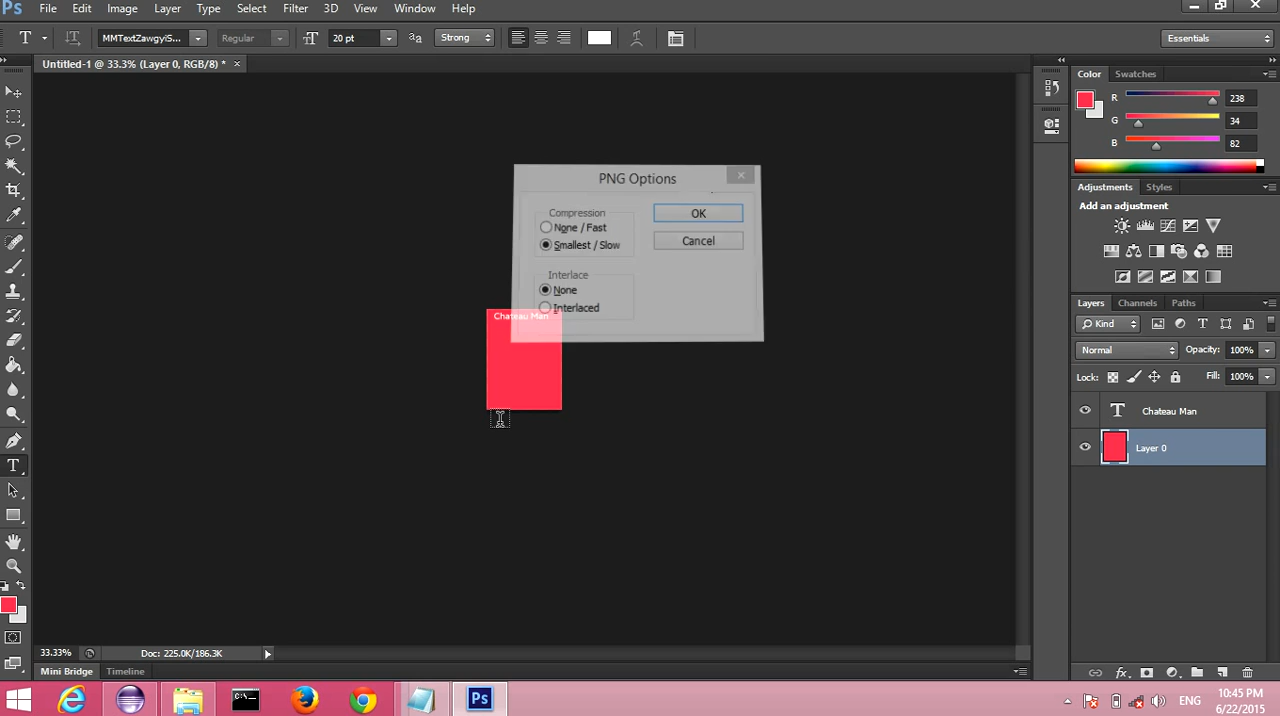 Ps File Edit Image Layer Type Select Filter 3D View Window Help
T MMTextZawgyiS... Regular 20 pt aa Strong Essentials
Untitled-1 @ 33.3% (Layer 0, RGB/8) * ×
Color Swatches
R 238
G 34
B 82
PNG Options
Compression
None / Fast
Smallest / Slow
OK
Cancel
Interlace
None
Interlaced
Chateau Man
Adjustments Styles
Add an adjustment
Layers Channels Paths
Kind
Normal Opacity: 100%
Lock: Fill: 100%
T Chateau Man
Layer 0
33.33% Doc: 225.0K/186.3K
Mini Bridge Timeline
Ps ENG 10:45 PM
6/22/2015